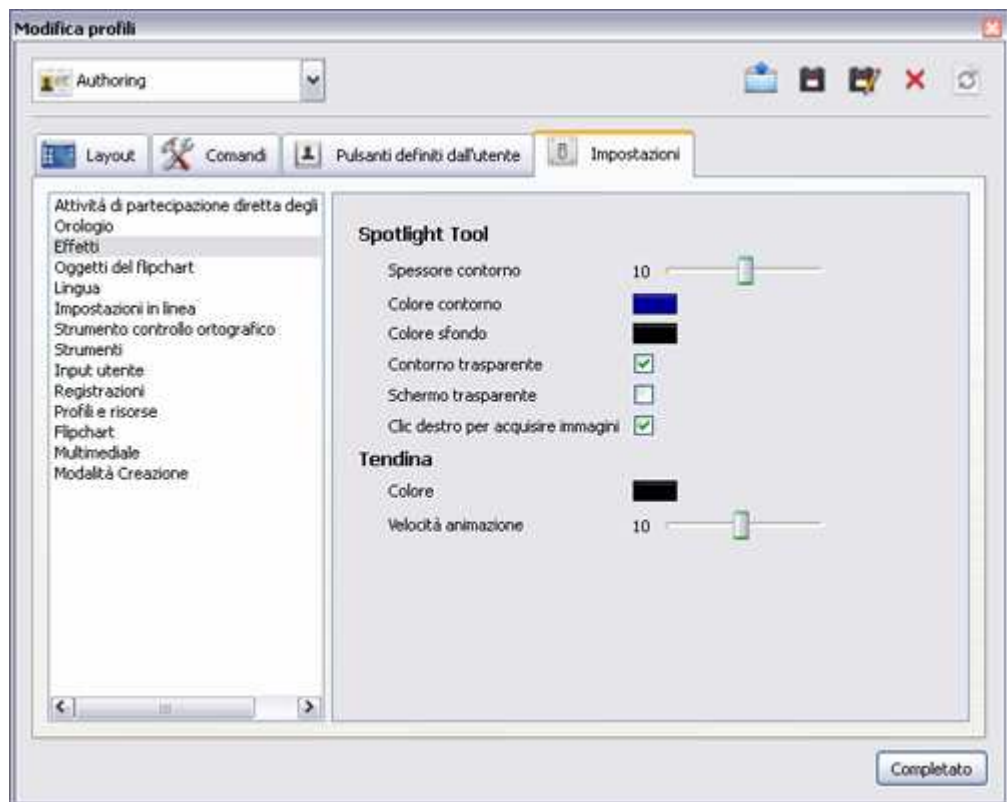 Modifica profili
Authoring
Layout Comandi Pulsanti definiti dall'utente Impostazioni
Attivitá di partecipazione diretta degli
Orologio
Effetti
Oggetti del flipchart
Lingua
Impostazioni in linea
Strumento controllo ortografico
Strumenti
Input utente
Registrazioni
Profili e risorse
Flipchart
Multimediale
Modalità Creazione
Spotlight Tool
Spessore contorno 10
Colore contorno
Colore sfondo
Contorno trasparente
Schermo trasparente
Clic destro per acquisire immagini
Tendina
Colore
Velocità animazione 10
Completato